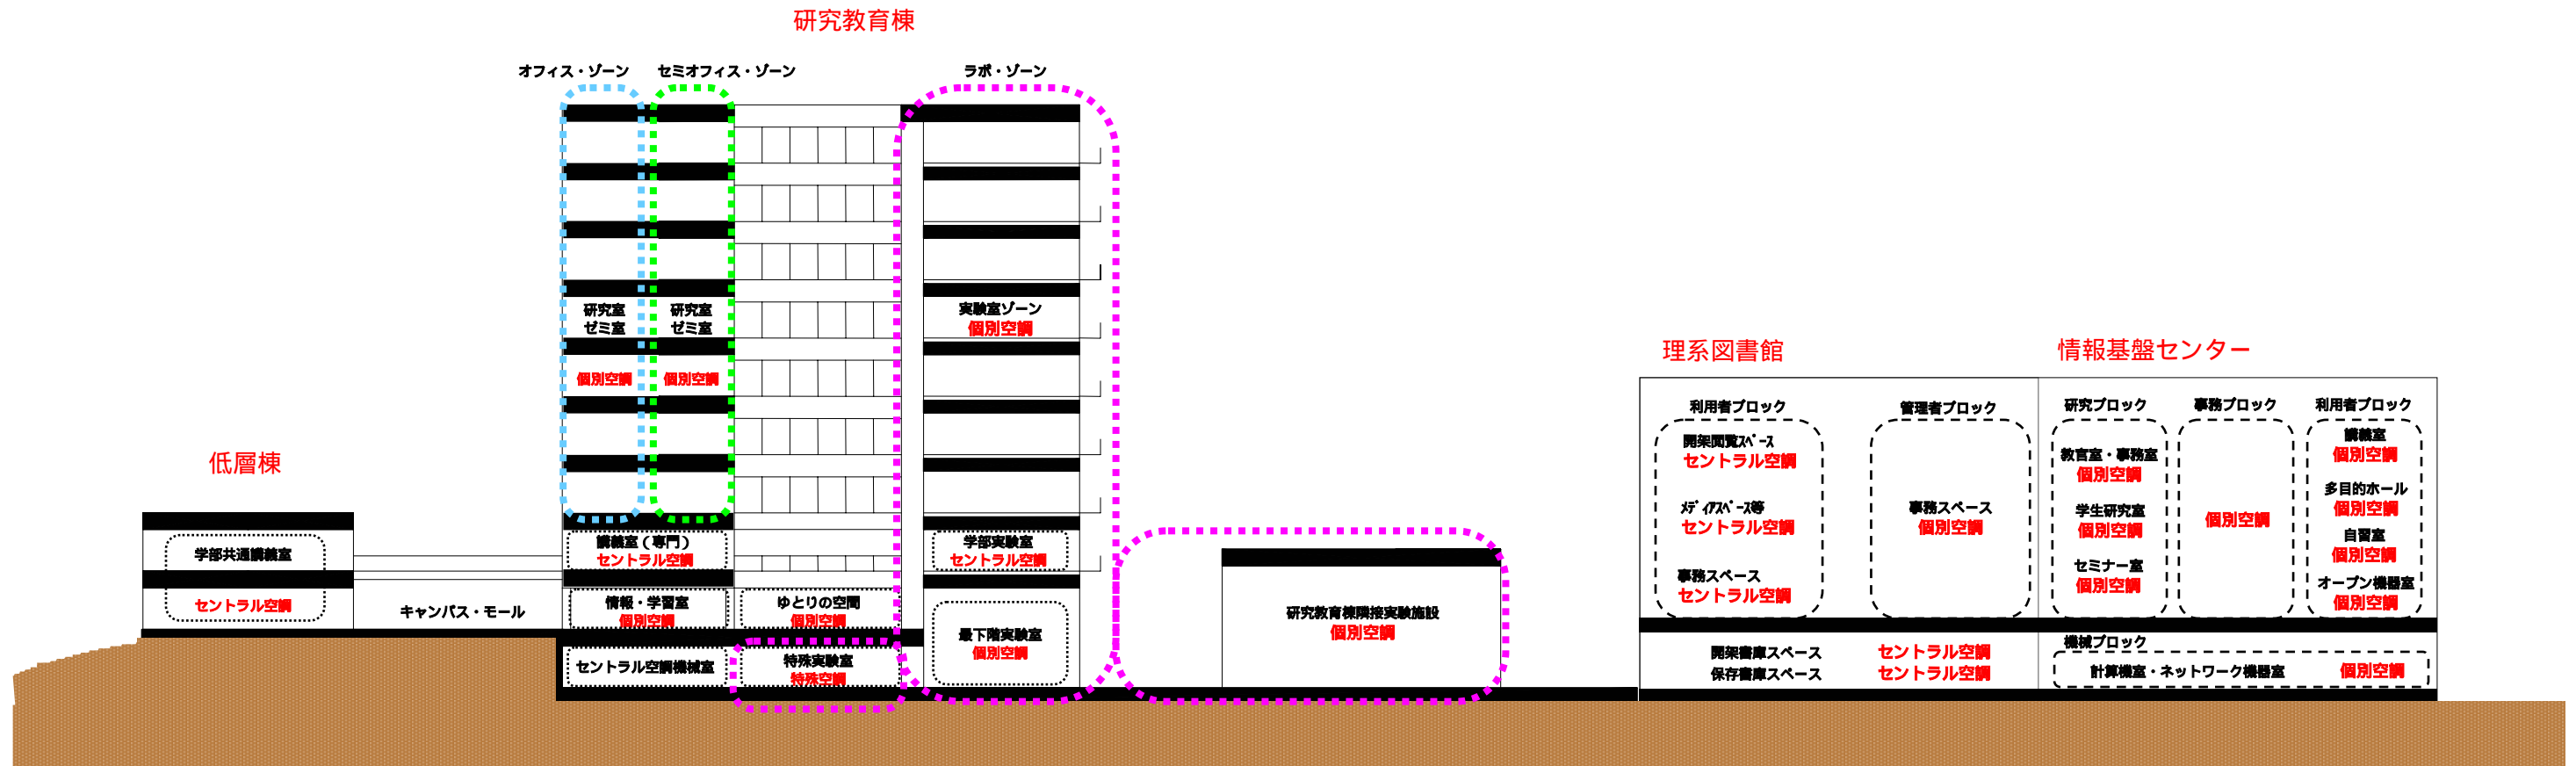 研究教育棟
オフィス・ゾーン
セミオフィス・ゾーン
ラボ・ゾーン
研究室
ゼミ室
個別空調
研究室
ゼミ室
個別空調
実験室ゾーン
個別空調
低層棟
学部共通講義室
セントラル空調
キャンパス・モール
講義室（専門）
セントラル空調
情報・学習室
個別空調
ゆとりの空間
個別空調
セントラル空調機械室
特殊実験室
特殊空調
学部実験室
セントラル空調
最下階実験室
個別空調
研究教育棟隣接実験施設
個別空調
理系図書館
利用者ブロック
開架閲覧ｽﾍﾟｰｽ
セントラル空調
ﾒﾃﾞｨｱｽﾍﾟｰｽ等
セントラル空調
事務スペース
セントラル空調
管理者ブロック
事務スペース
個別空調
開架書庫スペース
セントラル空調
保存書庫スペース
セントラル空調
情報基盤センター
研究ブロック
教官室・事務室
個別空調
学生研究室
個別空調
セミナー室
個別空調
事務ブロック
個別空調
利用者ブロック
講義室
個別空調
多目的ホール
個別空調
自習室
個別空調
オープン機器室
個別空調
機械ブロック
計算機室・ネットワーク機器室
個別空調